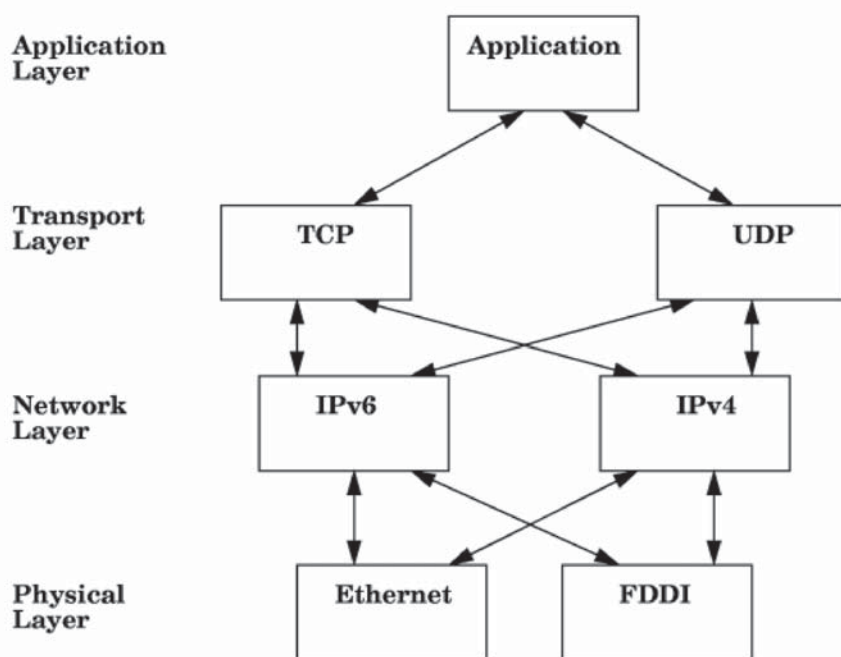 Application
Layer
Application
Transport
Layer
TCP
UDP
Network
Layer
IPv6
IPv4
Physical
Layer
Ethernet
FDDI